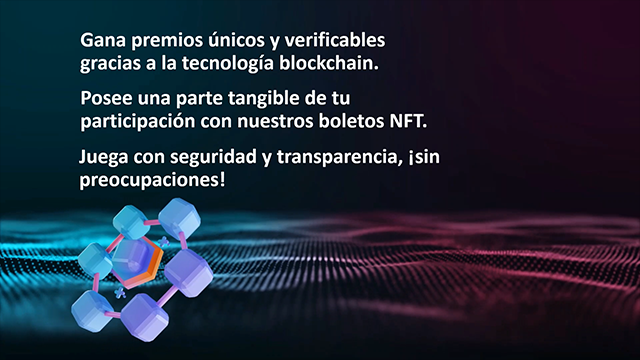 Gana premios únicos y verificables
gracias a la tecnología blockchain.
Posee una parte tangible de tu
participación con nuestros boletos NFT.
Juega con seguridad y transparencia, ¡sin
preocupaciones!